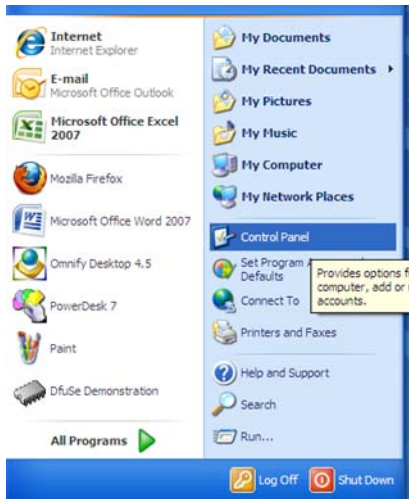 Internet
Internet Explorer
E-mail
Microsoft Office Outlook
Microsoft Office Excel
2007
Mozilla Firefox
Microsoft Office Word 2007
Omnify Desktop 4.5
PowerDesk 7
Paint
DfuSe Demonstration
All Programs
My Documents
My Recent Documents
My Pictures
My Music
My Computer
My Network Places
Control Panel
Set Program A
Defaults
Provides options f
computer, add or
accounts.
Connect To
Printers and Faxes
Help and Support
Search
Run...
Log Off
Shut Down